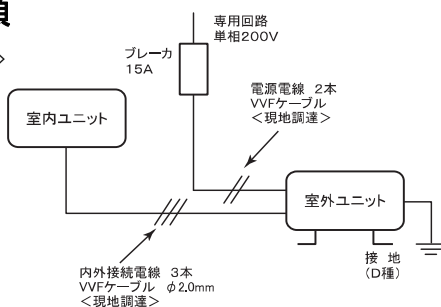 専用回路
単相200V
ブレーカ
15A
電源電線 2本
VVFケーブル
＜現地調達＞
室内ユニット
室外ユニット
接 地
(D種)
内外接続電線 3本
VVFケーブル φ2.0mm
＜現地調達＞